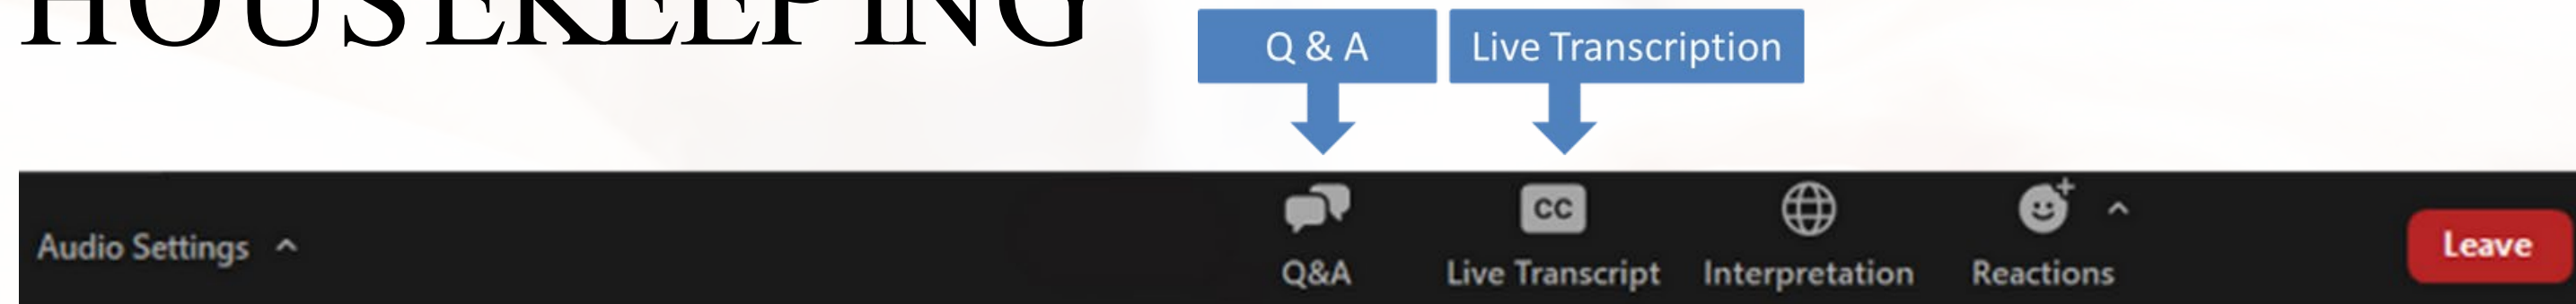 HOUSEKEEPING
Q & A
Live Transcription
Audio Settings
CC
Q&A
Live Transcript
Interpretation
Reactions
Leave